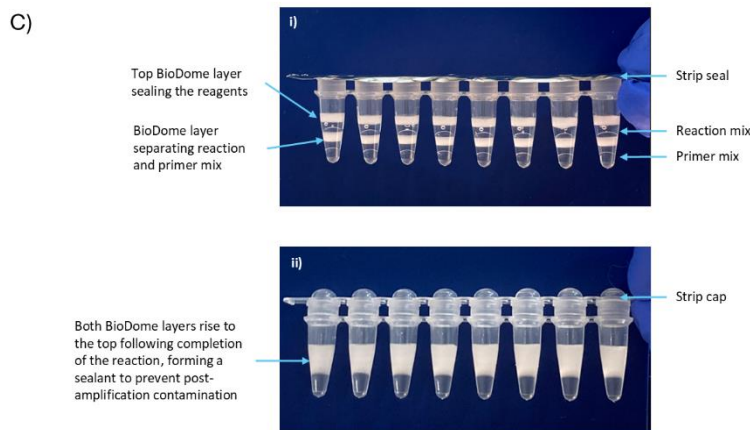 C)
i)
Top BioDome layer
sealing the reagents
BioDome layer
separating reaction
and primer mix
Strip seal
Reaction mix
Primer mix
ii)
Both BioDome layers rise to
the top following completion
of the reaction, forming a
sealant to prevent post-
amplification contamination
Strip cap